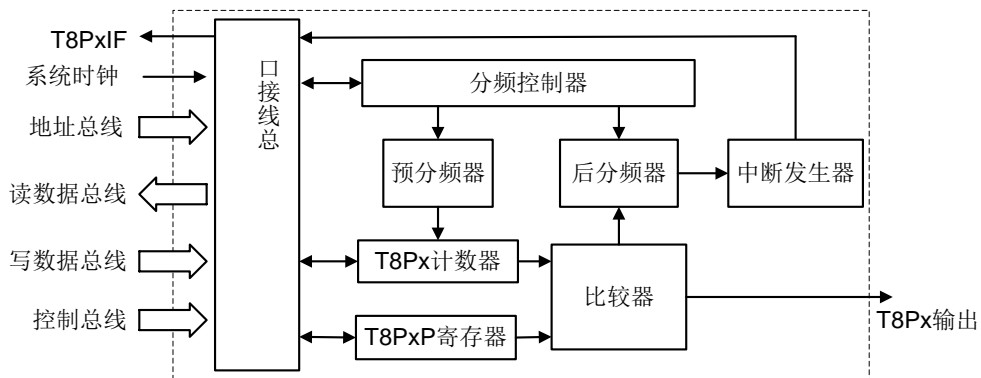 T8PxIF
系统时钟
地址总线
读数据总线
写数据总线
控制总线
口接线总
分频控制器
预分频器
后分频器
中断发生器
T8Px计数器
比较器
T8PxP寄存器
T8Px输出